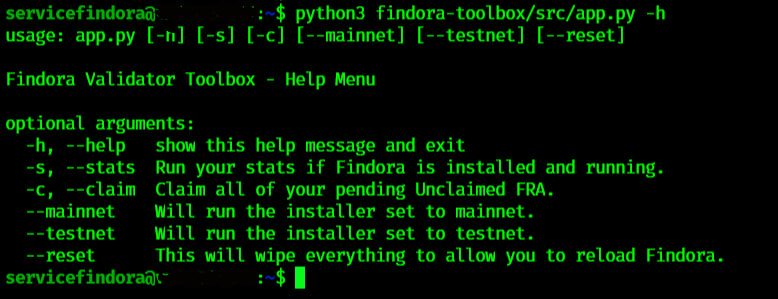 servicefindora@ :~$ python3 findora-toolbox/src/app.py -h
usage: app.py [-h] [-s] [-c] [--mainnet] [--testnet] [--reset]
Findora Validator Toolbox - Help Menu
optional arguments:
-h, --help show this help message and exit
-s, --stats Run your stats if Findora is installed and running.
-c, --claim Claim all of your pending Unclaimed FRA.
--mainnet Will run the installer set to mainnet.
--testnet Will run the installer set to testnet.
--reset This will wipe everything to allow you to reload Findora.
servicefindora@ :~$